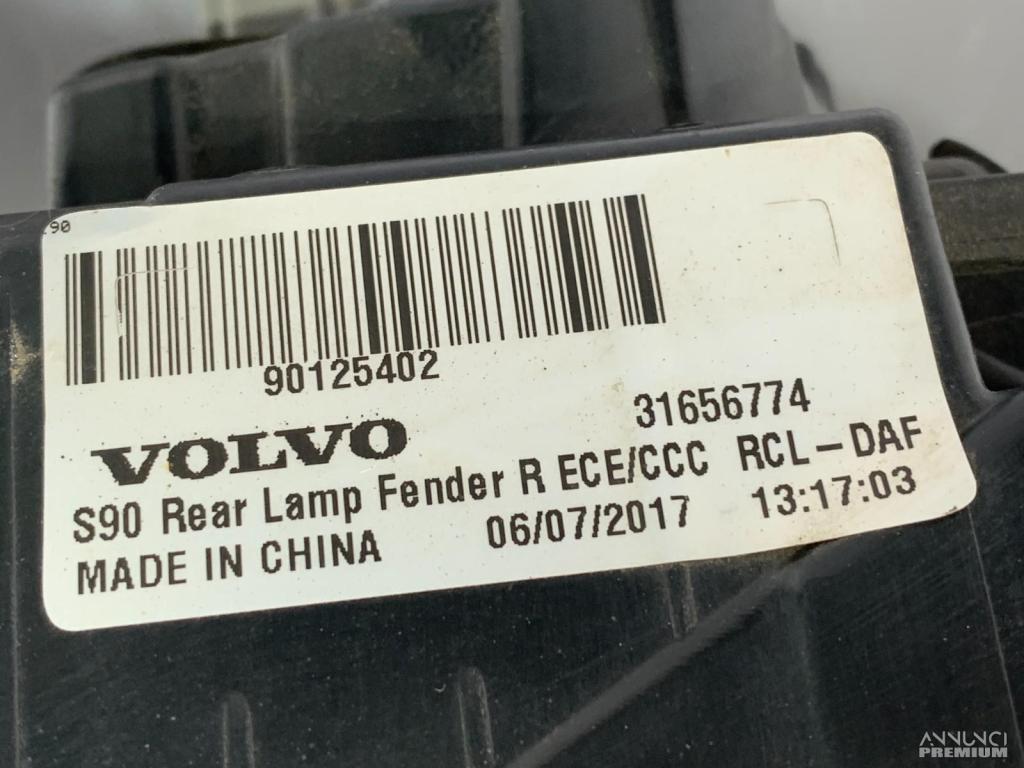 90
90125402
31656774
VOLVO
S90 Rear Lamp Fender R ECE/CCC RCL-DAF
MADE IN CHINA 06/07/2017 13:17:03
ANNUNCI
PREMIUM